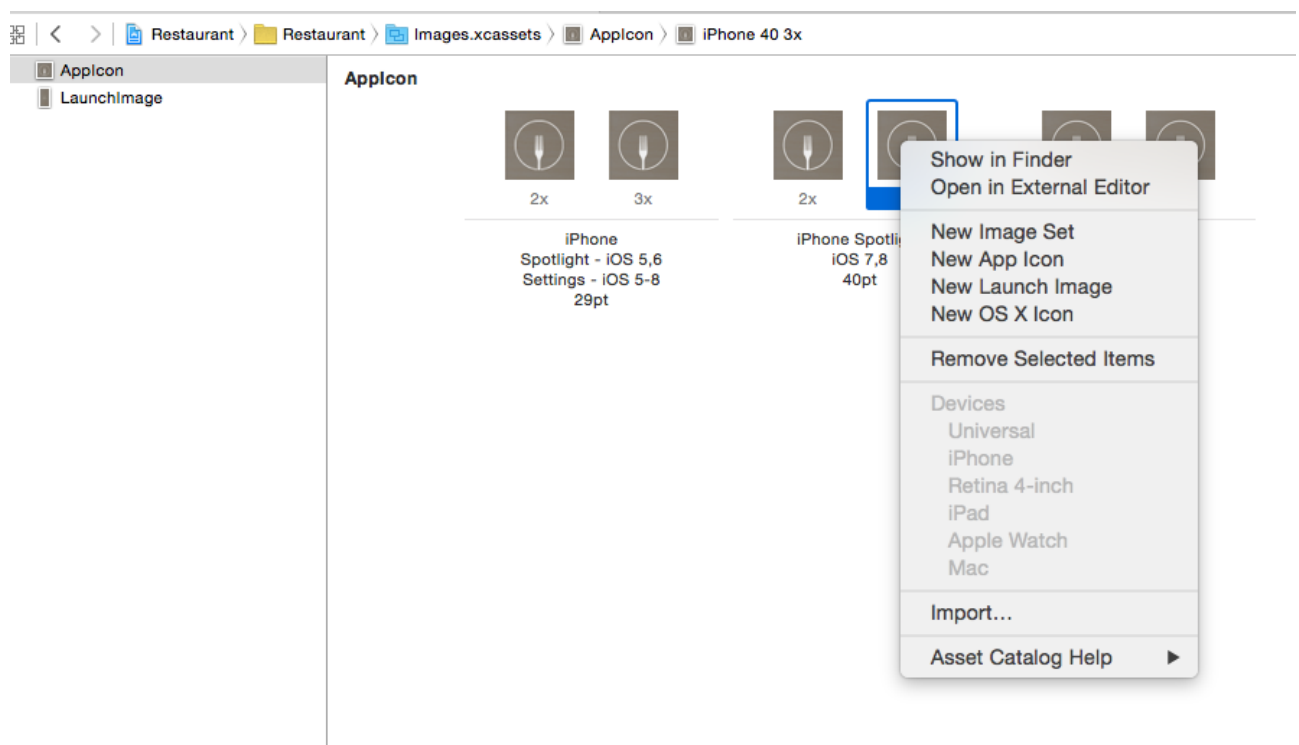 Restaurant
Restaurant
Images.xcassets
AppIcon
iPhone 40 3x
AppIcon
LaunchImage
AppIcon
2x
3x
2x
iPhone
Spotlight - iOS 5,6
Settings - iOS 5-8
29pt
iPhone
iOS 7,8
40pt
Show in Finder
Open in External Editor
New Image Set
New App Icon
New Launch Image
New OS X Icon
Remove Selected Items
Devices
Universal
iPhone
Retina 4-inch
iPad
Apple Watch
Mac
Import...
Asset Catalog Help